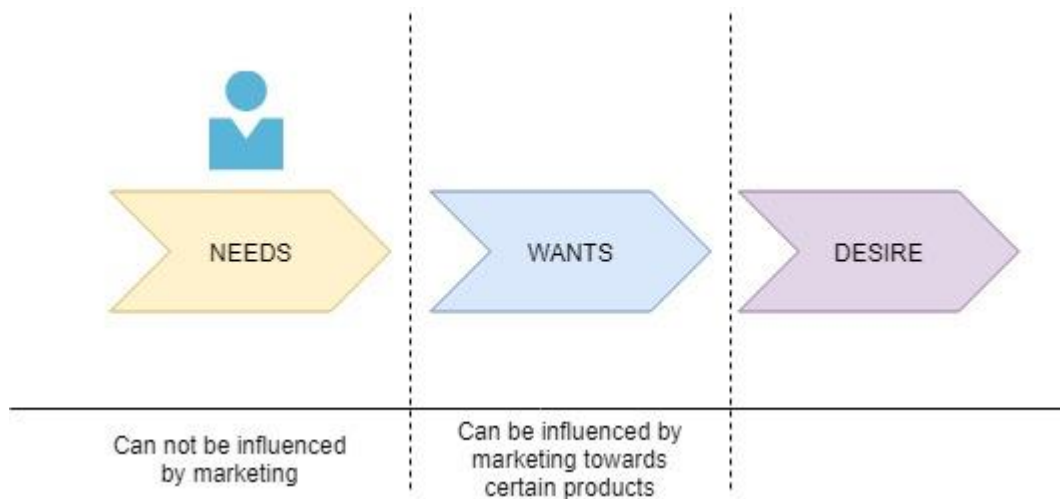 NEEDS
WANTS
DESIRE
Can not be influenced
by marketing
Can be influenced by
marketing towards
certain products